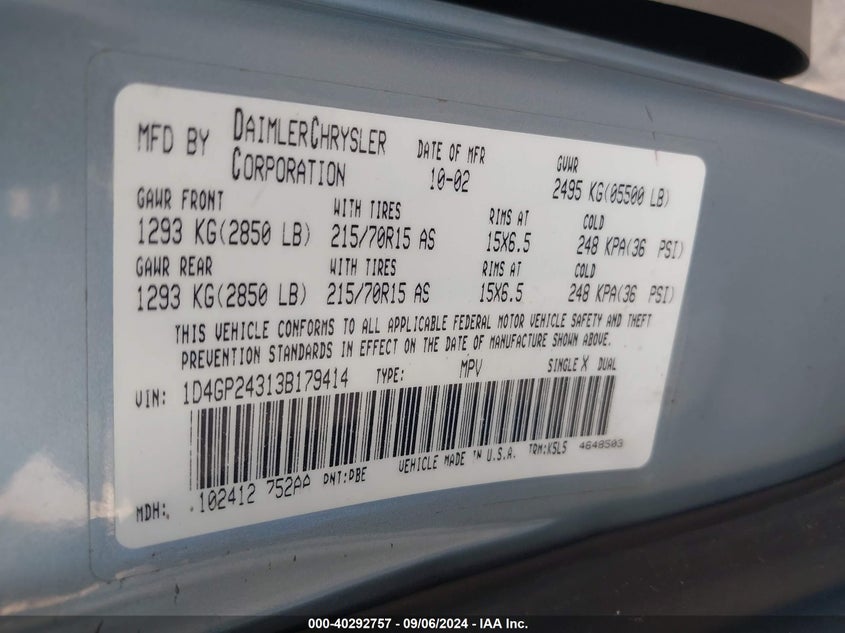 MFD BY DAIMLERCHRYSLER CORPORATION DATE OF MFR 10-02 GVWR 2495 KG(05500 LB)
GAWR FRONT WITH TIRES RIMS AT COLD
1293 KG(2850 LB) 215/70R15 AS 15X6.5 248 KPA(36 PSI)
GAWR REAR WITH TIRES RIMS AT COLD
1293 KG(2850 LB) 215/70R15 AS 15X6.5 248 KPA(36 PSI)
THIS VEHICLE CONFORMS TO ALL APPLICABLE FEDERAL MOTOR VEHICLE SAFETY AND THEFT
PREVENTION STANDARDS IN EFFECT ON THE DATE OF MANUFACTURE SHOWN ABOVE.
VIN: 1D4GP24313B179414 TYPE: MPV SINGLE X DUAL
MDH: .102412 752AA PNT:PBE VEHICLE MADE IN U.S.A. TRM:K5L5 4648503
000-40292757 - 09/06/2024 - IAA Inc.